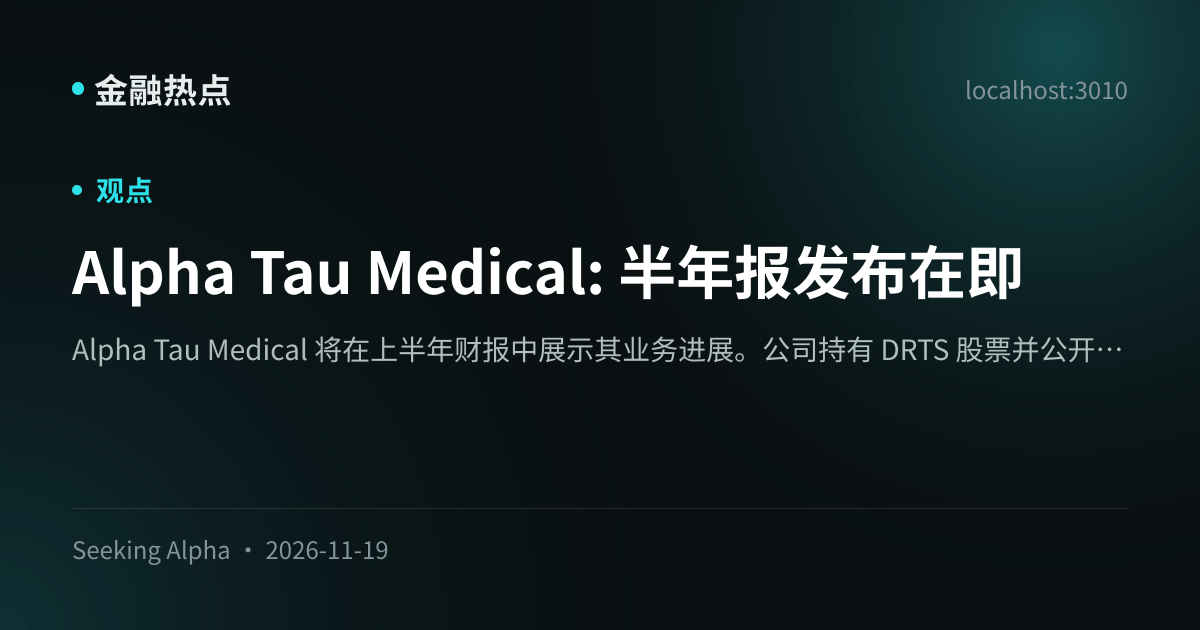 金融热点
localhost:3010
观点
Alpha Tau Medical: 半年报发布在即
Alpha Tau Medical 将在上半年财报中展示其业务进展。公司持有 DRTS 股票并公开…
Seeking Alpha · 2026-11-19